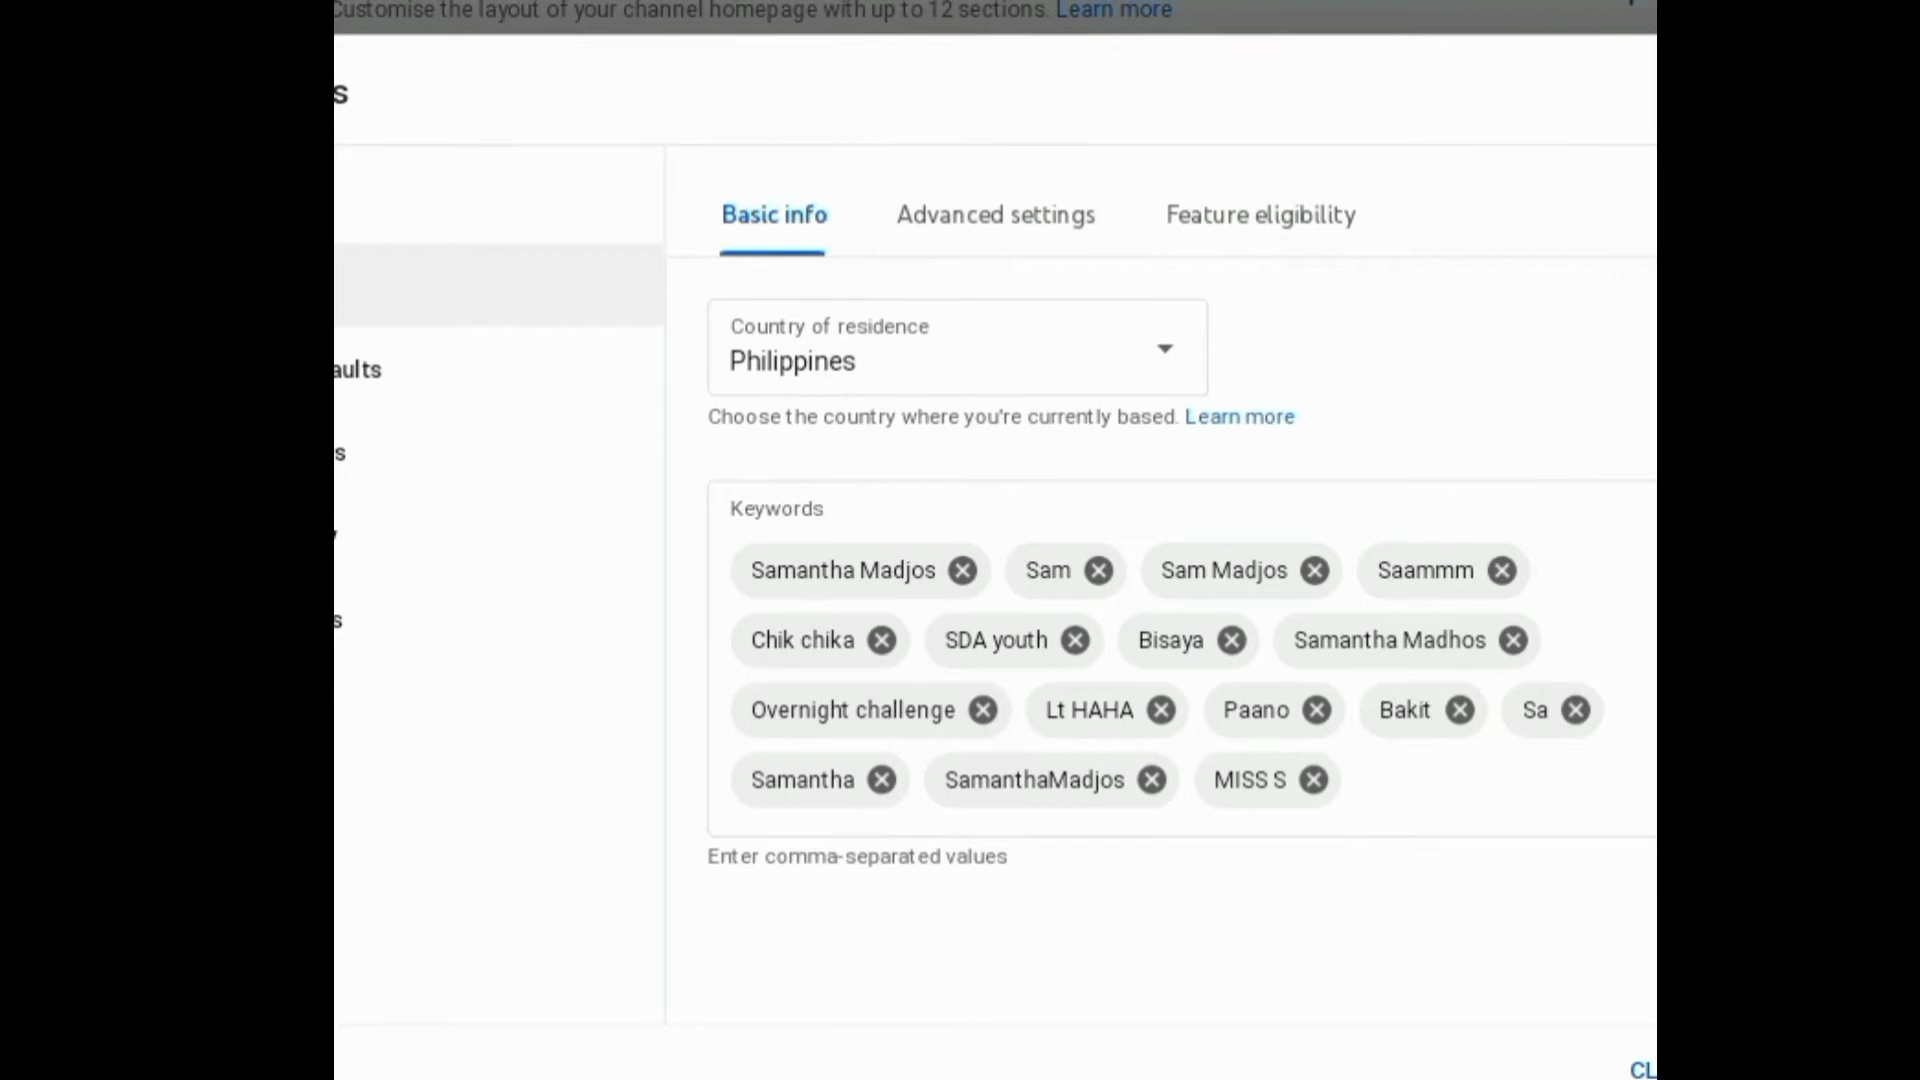 Customise the layout of your channel homepage with up to 12 sections. Learn more
s
Basic info Advanced settings Feature eligibility
Country of residence
Philippines
aults
Choose the country where you're currently based. Learn more
s
Keywords
Samantha Madjos Sam Sam Madjos Saammm
s
Chik chika SDA youth Bisaya Samantha Madhos
Overnight challenge Lt HAHA Paano Bakit Sa
Samantha SamanthaMadjos MISS S
Enter comma-separated values
CL